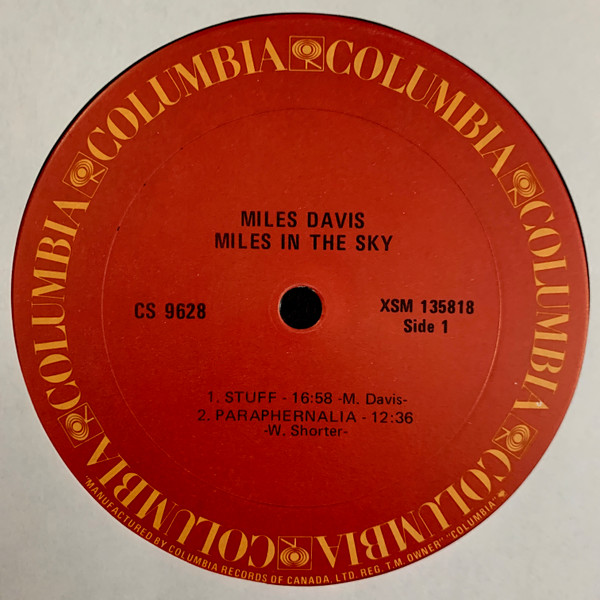 COLUMBIA COLUMBIA COLUMBIA COLUMBIA COLUMBIA COLUMBIA
MILES DAVIS
MILES IN THE SKY
CS 9628
XSM 135818
Side 1
1. STUFF - 16:58 -M. Davis-
2. PARAPHERNALIA - 12:36
-W. Shorter-
"MANUFACTURED BY COLUMBIA RECORDS OF CANADA, LTD. REG. T.M. OWNER" "COLUMBIA"